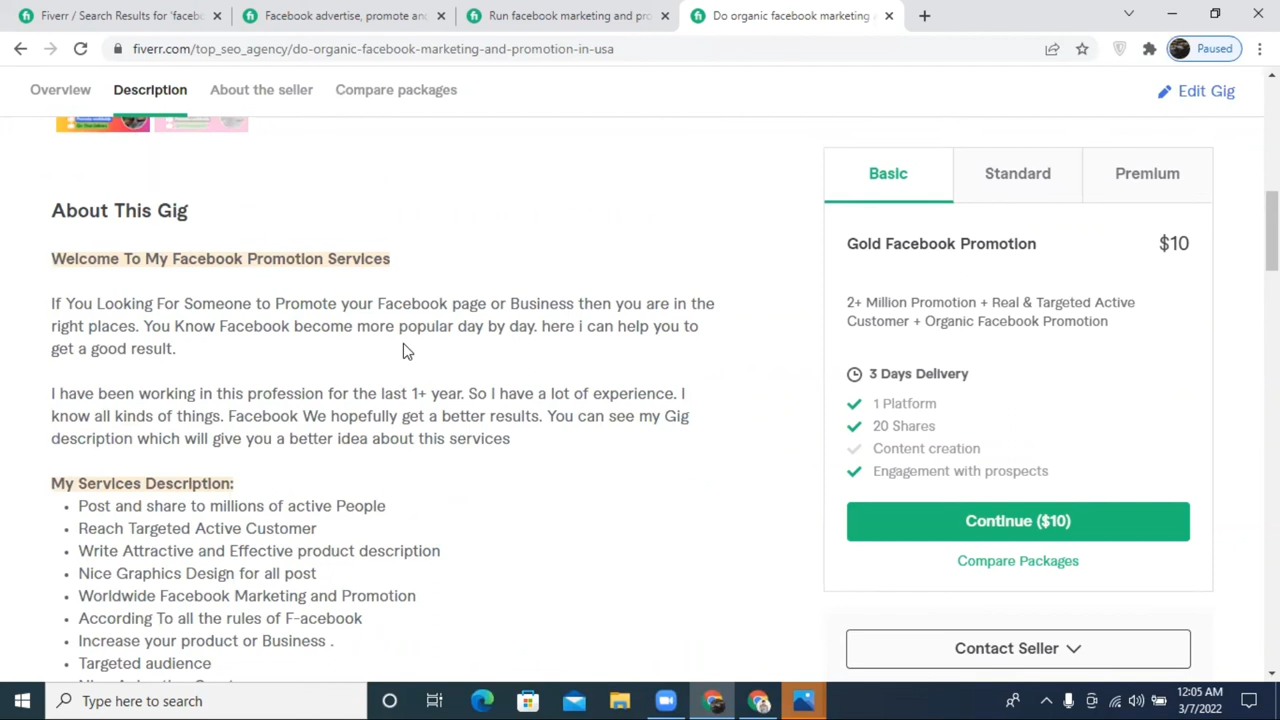 Fiverr / Search Results for 'facebo
Facebook advertise, promote and
Run facebook marketing and pro
Do organic facebook marketing
fiverr.com/top_seo_agency/do-organic-facebook-marketing-and-promotion-in-usa
Paused
Overview
Description
About the seller
Compare packages
Edit Gig
About This Gig
Welcome To My Facebook Promotion Services
If You Looking For Someone to Promote your Facebook page or Business then you are in the
right places. You Know Facebook become more popular day by day. here i can help you to
get a good result.
I have been working in this profession for the last 1+ year. So I have a lot of experience. I
know all kinds of things. Facebook We hopefully get a better results. You can see my Gig
description which will give you a better idea about this services
My Services Description:
• Post and share to millions of active People
• Reach Targeted Active Customer
• Write Attractive and Effective product description
• Nice Graphics Design for all post
• Worldwide Facebook Marketing and Promotion
• According To all the rules of F-acebook
• Increase your product or Business .
• Targeted audience
Basic
Standard
Premium
Gold Facebook Promotion
$10
2+ Million Promotion + Real & Targeted Active
Customer + Organic Facebook Promotion
3 Days Delivery
1 Platform
20 Shares
Content creation
Engagement with prospects
Continue ($10)
Compare Packages
Contact Seller
Type here to search
12:05 AM
3/7/2022